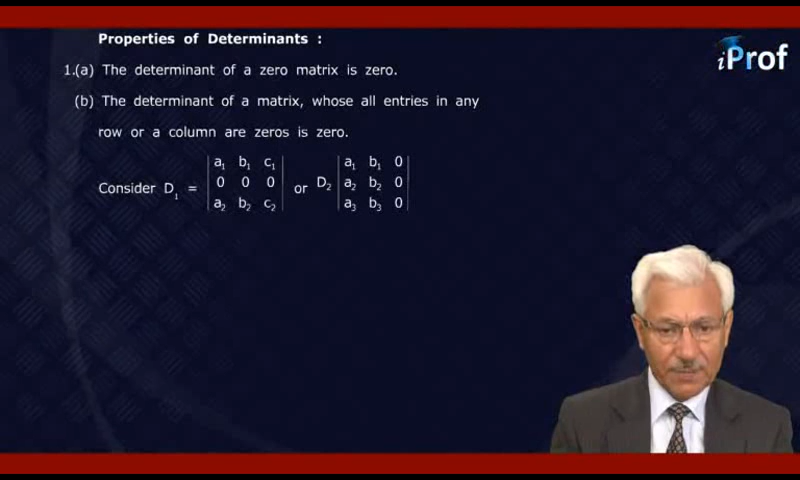 Properties of Determinants :
iProf
1.(a) The determinant of a zero matrix is zero.
(b) The determinant of a matrix, whose all entries in any
row or a column are zeros is zero.
Consider D₁ = | a₁ b₁ c₁ | or D₂ | a₁ b₁ 0 |
| 0 0 0 | | a₂ b₂ 0 |
| a₂ b₂ c₂ | | a₃ b₃ 0 |